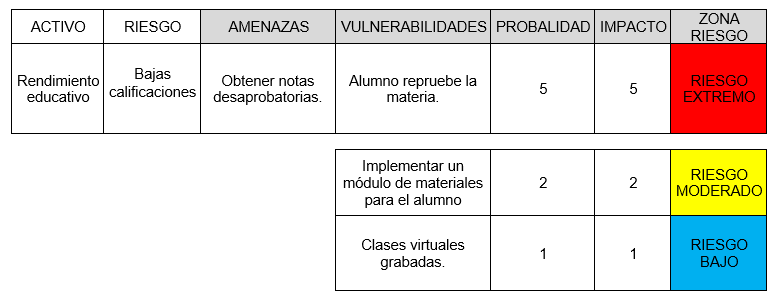 ACTIVO
RIESGO
AMENAZAS
VULNERABILIDADES
PROBALIDAD
IMPACTO
ZONA
RIESGO
Rendimiento
educativo
Bajas
calificaciones
Obtener notas
desaprobatorias.
Alumno repruebe la
materia.
5
5
RIESGO
EXTREMO
Implementar un
módulo de materiales
para el alumno
2
2
RIESGO
MODERADO
Clases virtuales
grabadas.
1
1
RIESGO
BAJO